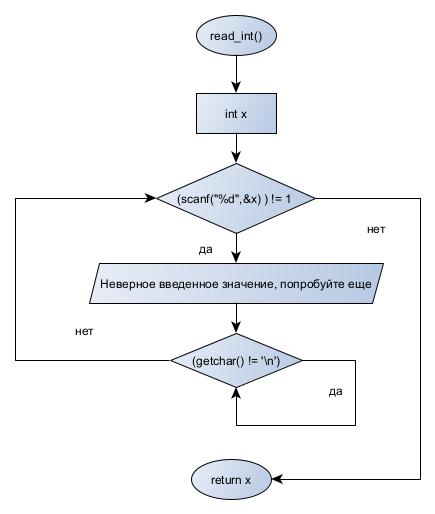 read_int()
int x
(scanf("%d",&x) ) != 1
нет
да
Неверное введенное значение, попробуйте еще
нет
(getchar() != '\n')
да
return x